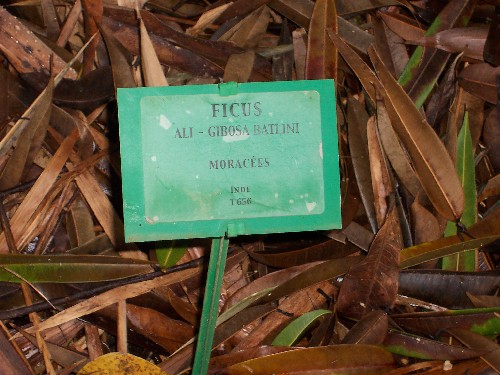 FICUS
ALI - GIBOSA BATLINI
MORACÉES
INDE
T 656